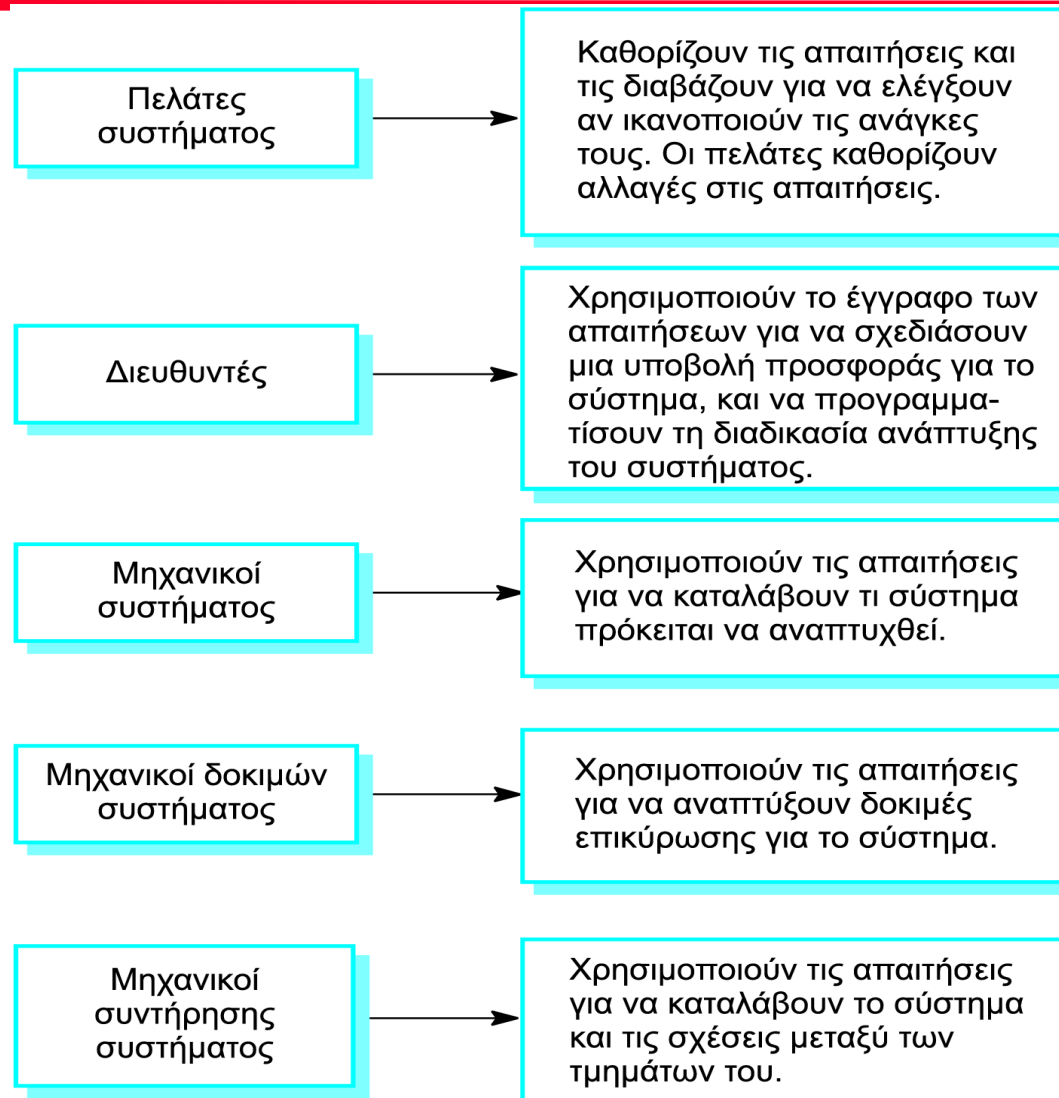 Πελάτες
συστήματος
Καθορίζουν τις απαιτήσεις και
τις διαβάζουν για να ελέγξουν
αν ικανοποιούν τις ανάγκες
τους. Οι πελάτες καθορίζουν
αλλαγές στις απαιτήσεις.
Διευθυντές
Χρησιμοποιούν το έγγραφο των
απαιτήσεων για να σχεδιάσουν
μια υποβολή προσφοράς για το
σύστημα, και να προγραμμα-
τίσουν τη διαδικασία ανάπτυξης
του συστήματος.
Μηχανικοί
συστήματος
Χρησιμοποιούν τις απαιτήσεις
για να καταλάβουν τι σύστημα
πρόκειται να αναπτυχθεί.
Μηχανικοί δοκιμών
συστήματος
Χρησιμοποιούν τις απαιτήσεις
για να αναπτύξουν δοκιμές
επικύρωσης για το σύστημα.
Μηχανικοί
συντήρησης
συστήματος
Χρησιμοποιούν τις απαιτήσεις
για να καταλάβουν το σύστημα
και τις σχέσεις μεταξύ των
τμημάτων του.